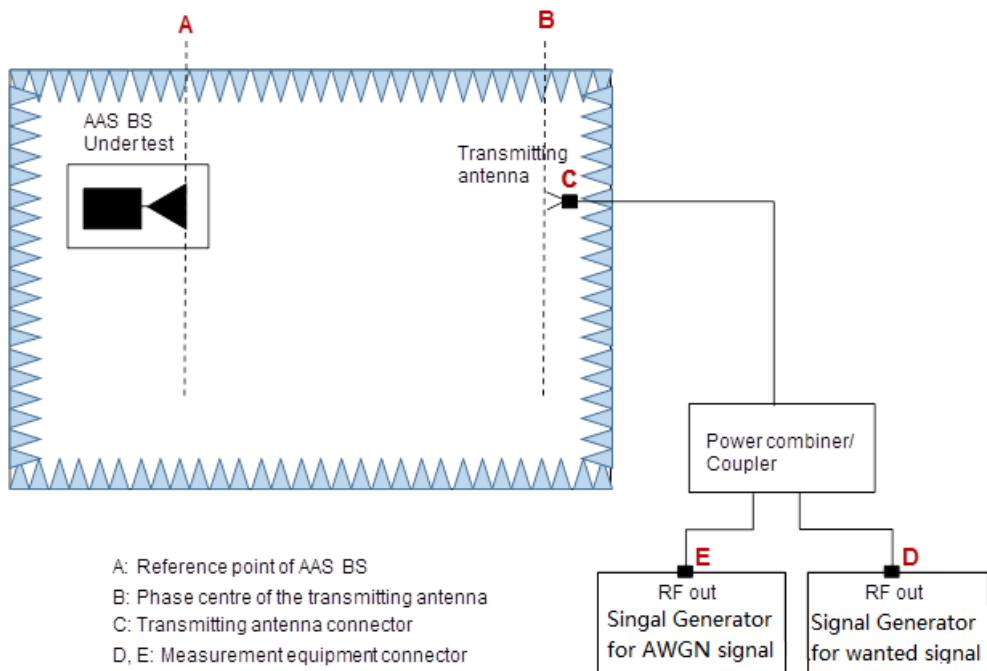 A
B
AAS BS
Under test
Transmitting
antenna
C
Power combiner/
Coupler
E
D
RF out
Singal Generator
for AWGN signal
RF out
Signal Generator
for wanted signal
A: Reference point of AAS BS
B: Phase centre of the transmitting antenna
C: Transmitting antenna connector
D, E: Measurement equipment connector